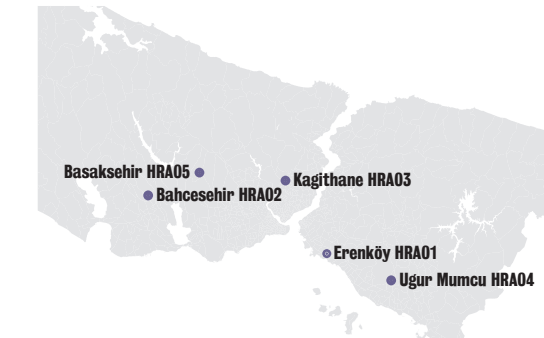 Basaksehir HRA05
Kagithane HRA03
Bahcesehir HRA02
Erenköy HRA01
Ugur Mumcu HRA04